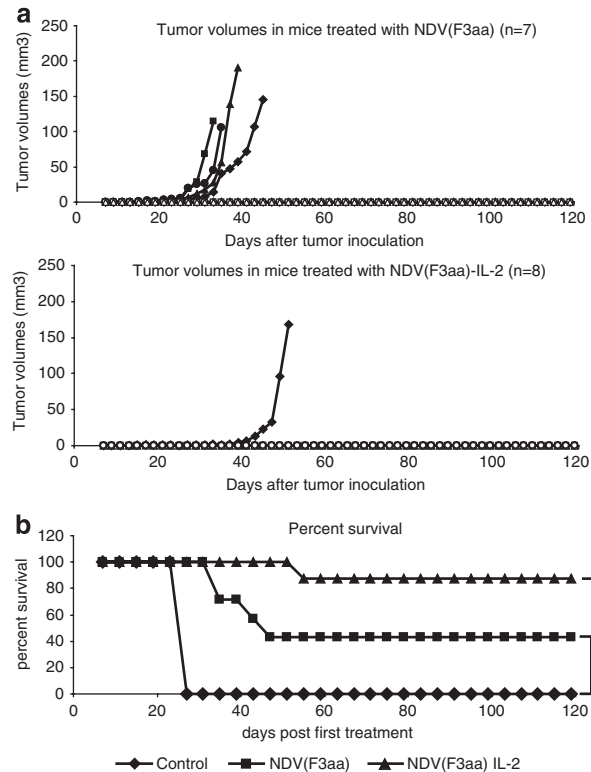 a
Tumor volumes in mice treated with NDV(F3aa) (n=7)
Tumor volumes (mm3)
250
200
150
100
50
0
0 20 40 60 80 100 120
Days after tumor inoculation
Tumor volumes in mice treated with NDV(F3aa)-IL-2 (n=8)
Tumor volumes (mm3)
250
200
150
100
50
0
0 20 40 60 80 100 120
Days after tumor inoculation
b
Percent survival
percent survival
120
100
80
60
40
20
0
0 20 40 60 80 100 120
days post first treatment
Control NDV(F3aa) NDV(F3aa) IL-2